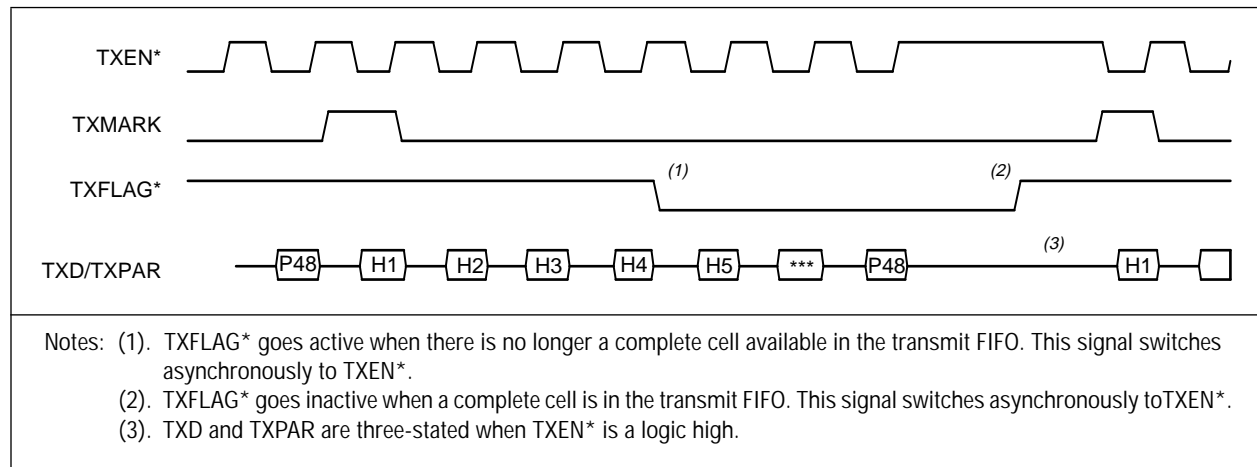 TXEN*
TXMARK
TXFLAG*
(1)
(2)
TXD/TXPAR
P48 H1 H2 H3 H4 H5 *** P48 (3) H1
Notes: (1). TXFLAG* goes active when there is no longer a complete cell available in the transmit FIFO. This signal switches
asynchronously to TXEN*.
(2). TXFLAG* goes inactive when a complete cell is in the transmit FIFO. This signal switches asynchronously toTXEN*.
(3). TXD and TXPAR are three-stated when TXEN* is a logic high.